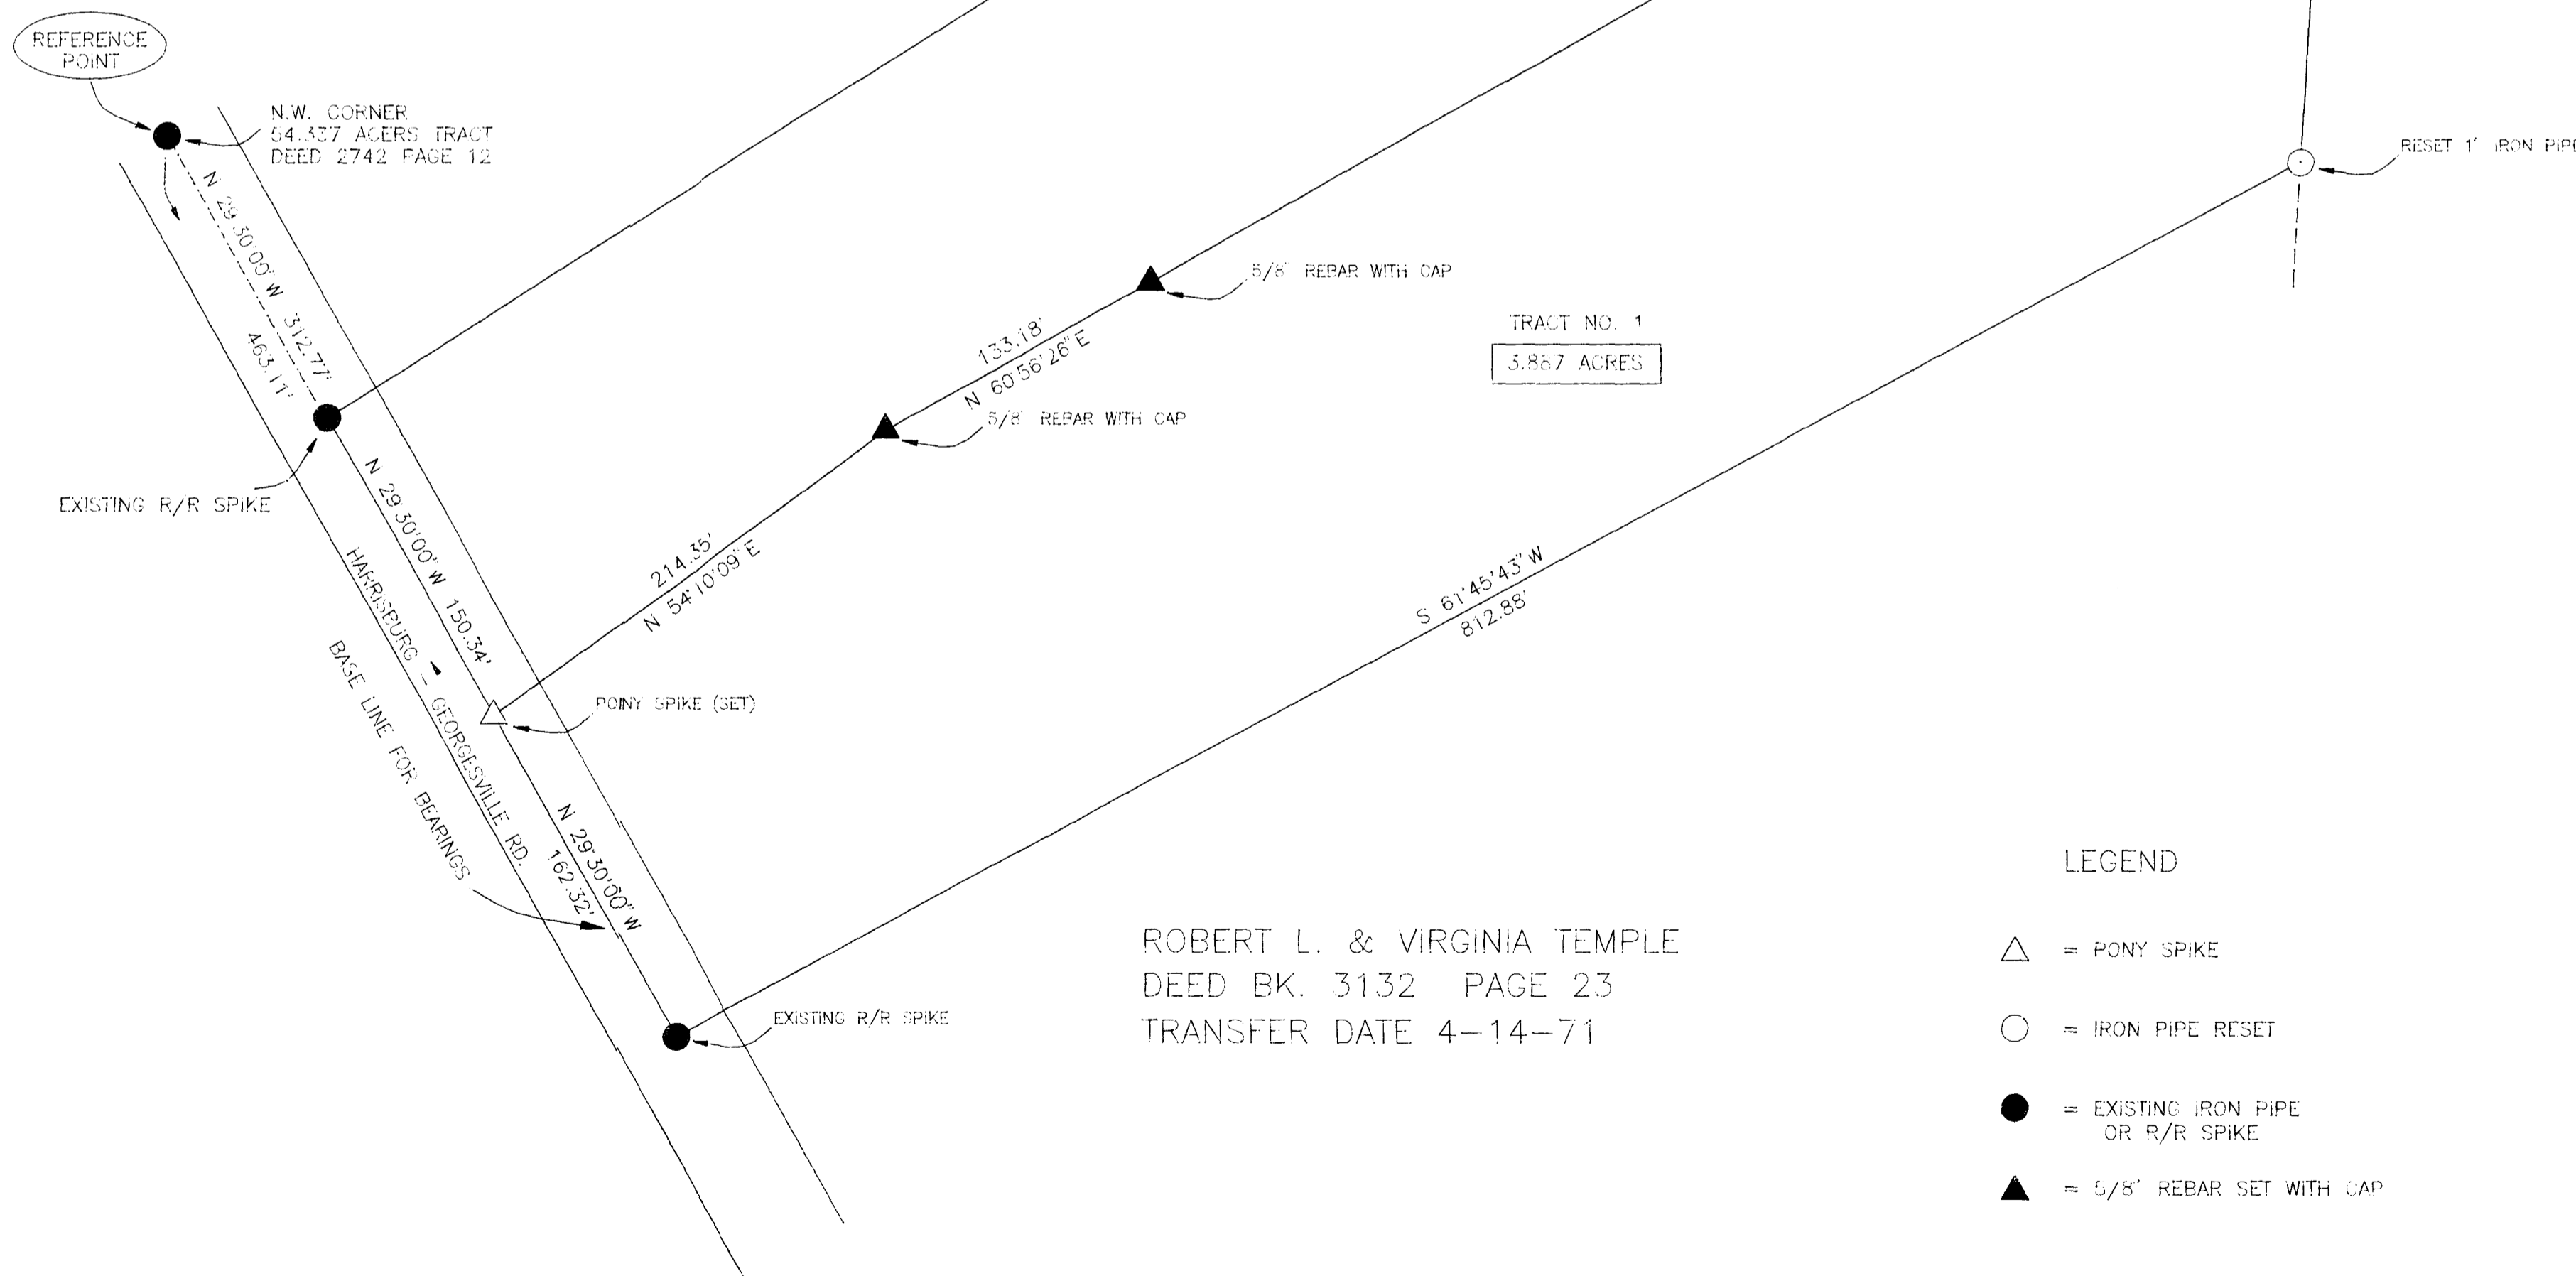 REFERENCE
POINT
N.W. CORNER
54.337 ACERS TRACT
DEED 2742 PAGE 12
N 29°30'00" W 312.77'
463.11'
RESET 1" IRON PIPE
5/8" REBAR WITH CAP
133.18'
N 60°56'26" E
TRACT NO. 1
3.867 ACRES
5/8" REBAR WITH CAP
EXISTING R/R SPIKE
N 29°30'00" W 150.34'
214.35'
N 54°10'09" E
S 61°45'43" W
812.88'
HARRISBURG - GEORGESVILLE RD.
BASE LINE FOR BEARINGS
POINY SPIKE (SET)
N 29°30'00" W
162.32'
EXISTING R/R SPIKE
ROBERT L. & VIRGINIA TEMPLE
DEED BK. 3132 PAGE 23
TRANSFER DATE 4-14-71
LEGEND
= PONY SPIKE
= IRON PIPE RESET
= EXISTING IRON PIPE
OR R/R SPIKE
= 5/8" REBAR SET WITH CAP